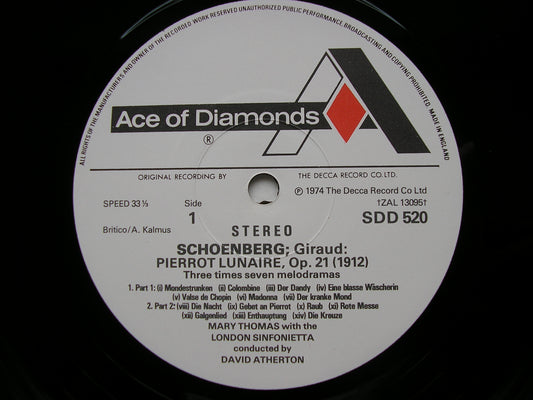 ALL RIGHTS OF THE MANUFACTURERS AND OWNER OF THE RECORDED WORK RESERVED UNAUTHORIZED PUBLIC PERFORMANCE, BROADCASTING AND COPYING PROHIBITED. MADE IN ENGLAND
Ace of Diamonds
®
ORIGINAL RECORDING BY THE DECCA RECORD CO. LTD.
SPEED 33⅓ Side ℗ 1974 The Decca Record Co Ltd
1 †ZAL 13095†
STEREO SDD 520
Britico/A. Kalmus
SCHOENBERG; Giraud:
PIERROT LUNAIRE, Op. 21 (1912)
Three times seven melodramas
1. Part 1: (i) Mondestrunken (ii) Colombine (iii) Der Dandy (iv) Eine blasse Wäscherin
(v) Valse de Chopin (vi) Madonna (vii) Der kranke Mond
2. Part 2: (viii) Die Nacht (ix) Gebet an Pierrot (x) Raub (xi) Rote Messe
(xii) Galgenlied (xiii) Enthauptung (xiv) Die Kreuze
MARY THOMAS with the
LONDON SINFONIETTA
conducted by
DAVID ATHERTON